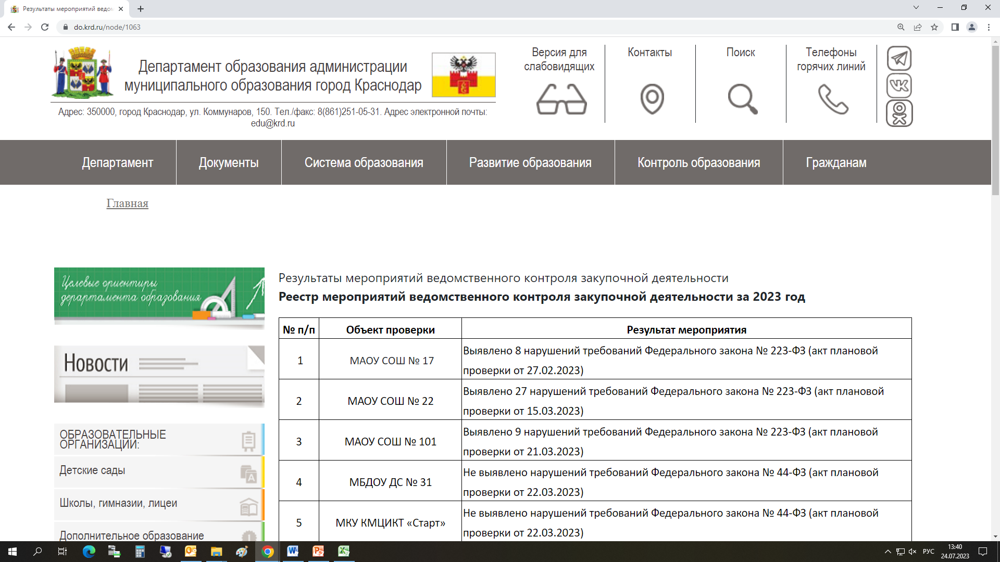 Результаты мероприятий ведом
do.krd.ru/node/1063
Департамент образования администрации
муниципального образования город Краснодар
Адрес: 350000, город Краснодар, ул. Коммунаров, 150. Тел./факс: 8(861)251-05-31. Адрес электронной почты:
edu@krd.ru
Версия для
слабовидящих
Контакты
Поиск
Телефоны
горячих линий
Департамент
Документы
Система образования
Развитие образования
Контроль образования
Гражданам
Главная
Целевые ориентиры
департамента образования
Новости
ОБРАЗОВАТЕЛЬНЫЕ
ОРГАНИЗАЦИИ:
Детские сады
Школы, гимназии, лицеи
Дополнительное образование
Результаты мероприятий ведомственного контроля закупочной деятельности
Реестр мероприятий ведомственного контроля закупочной деятельности за 2023 год
№ п/п Объект проверки Результат мероприятия
1 МАОУ СОШ № 17 Выявлено 8 нарушений требований Федерального закона № 223-ФЗ (акт плановой
проверки от 27.02.2023)
2 МАОУ СОШ № 22 Выявлено 27 нарушений требований Федерального закона № 223-ФЗ (акт плановой
проверки от 15.03.2023)
3 МАОУ СОШ № 101 Выявлено 9 нарушений требований Федерального закона № 223-ФЗ (акт плановой
проверки от 21.03.2023)
4 МБДОУ ДС № 31 Не выявлено нарушений требований Федерального закона № 44-ФЗ (акт плановой
проверки от 22.03.2023)
5 МКУ КМЦИКТ «Старт» Не выявлено нарушений требований Федерального закона № 44-ФЗ (акт плановой
проверки от 22.03.2023)
РУС
13:40
24.07.2023